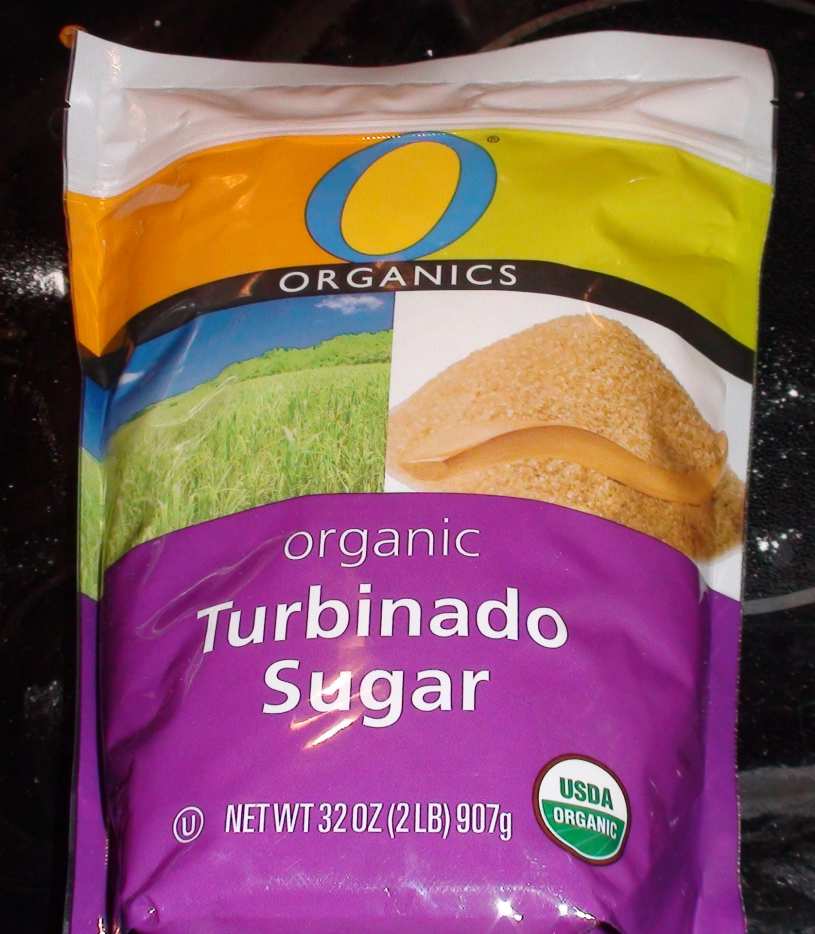 O®
ORGANICS
organic
Turbinado
Sugar
U NET WT 32 OZ (2 LB) 907g
USDA
ORGANIC